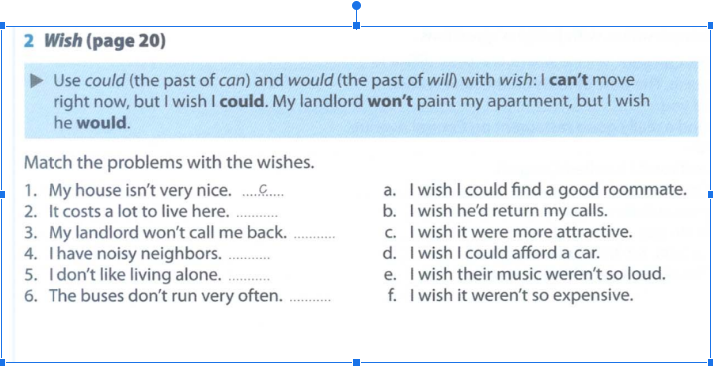 2 Wish (page 20)
▶ Use could (the past of can) and would (the past of will) with wish: I can't move
right now, but I wish I could. My landlord won't paint my apartment, but I wish
he would.
Match the problems with the wishes.
1. My house isn't very nice. ....c.....
2. It costs a lot to live here. ...........
3. My landlord won't call me back. ...........
4. I have noisy neighbors. ...........
5. I don't like living alone. ...........
6. The buses don't run very often. ...........
a. I wish I could find a good roommate.
b. I wish he'd return my calls.
c. I wish it were more attractive.
d. I wish I could afford a car.
e. I wish their music weren't so loud.
f. I wish it weren't so expensive.